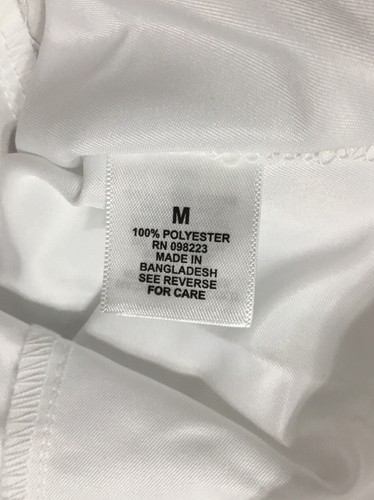 M
100% POLYESTER
RN 098223
MADE IN
BANGLADESH
SEE REVERSE
FOR CARE